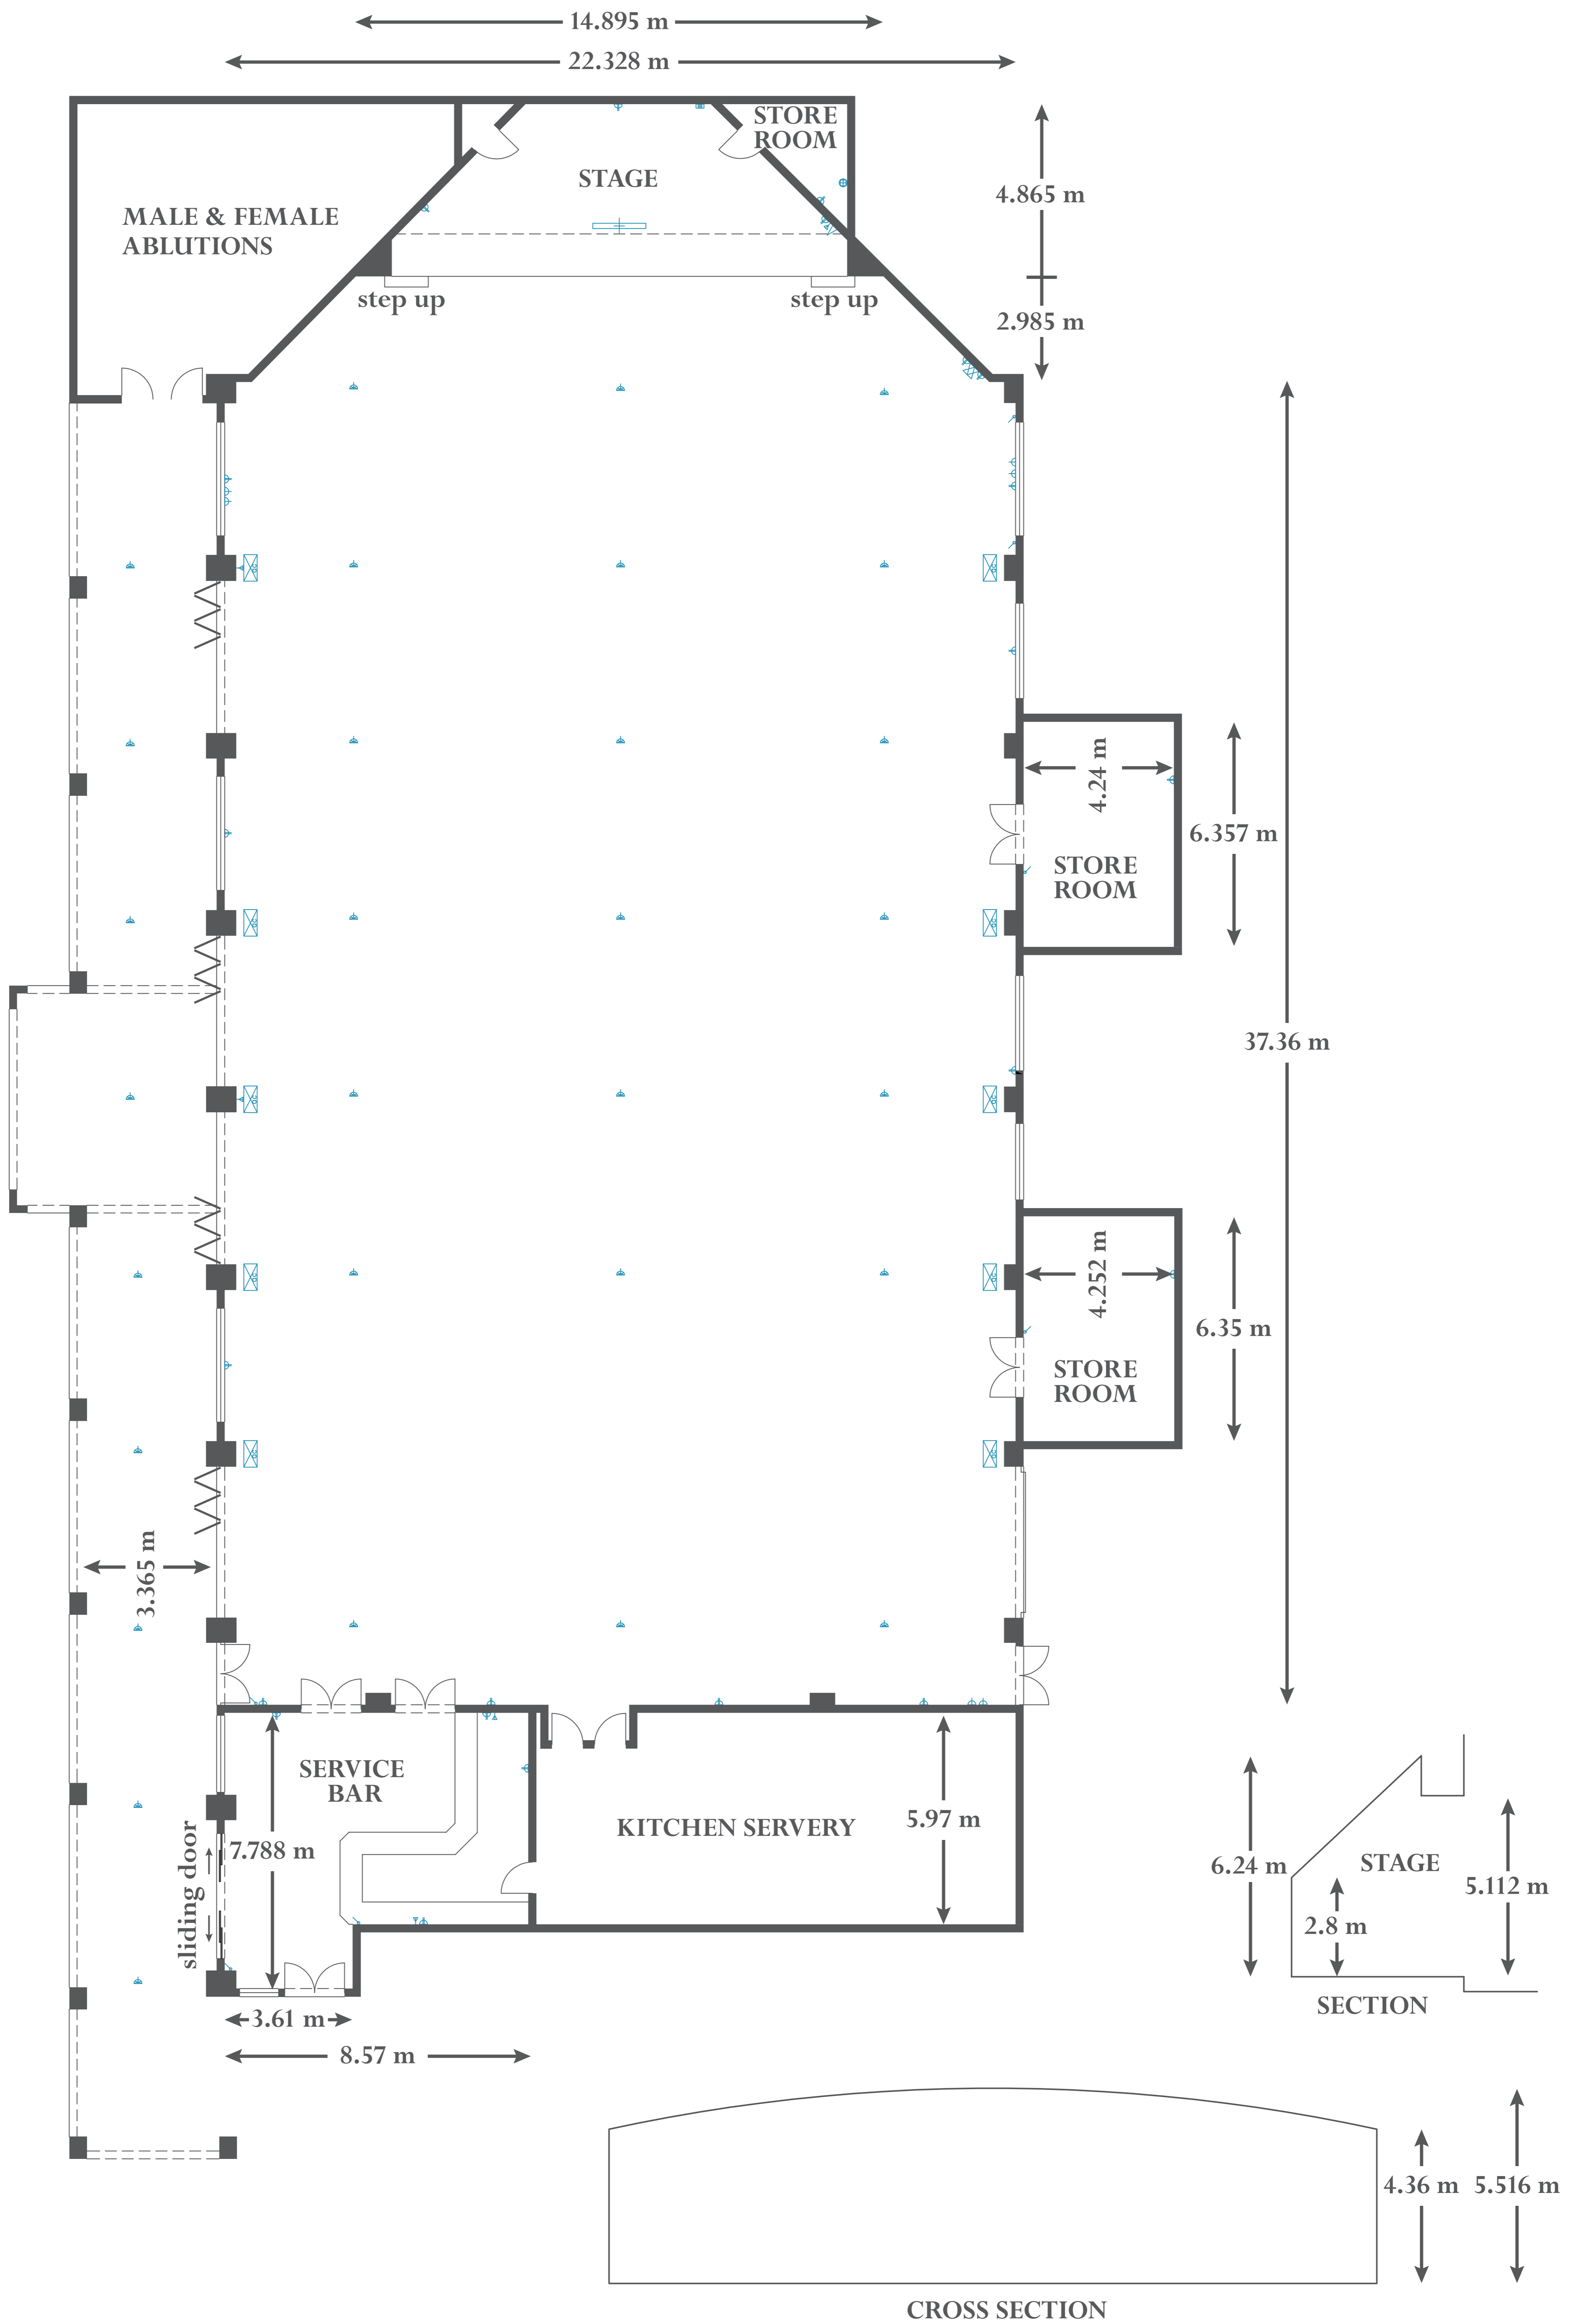 14.895 m
22.328 m
STORE
ROOM
STAGE
4.865 m
MALE & FEMALE
ABLUTIONS
step up
step up
2.985 m
4.24 m
6.357 m
STORE
ROOM
37.36 m
4.252 m
6.35 m
STORE
ROOM
3.365 m
SERVICE
BAR
5.97 m
KITCHEN SERVERY
7.788 m
sliding door
6.24 m
STAGE
5.112 m
2.8 m
SECTION
3.61 m
8.57 m
4.36 m
5.516 m
CROSS SECTION